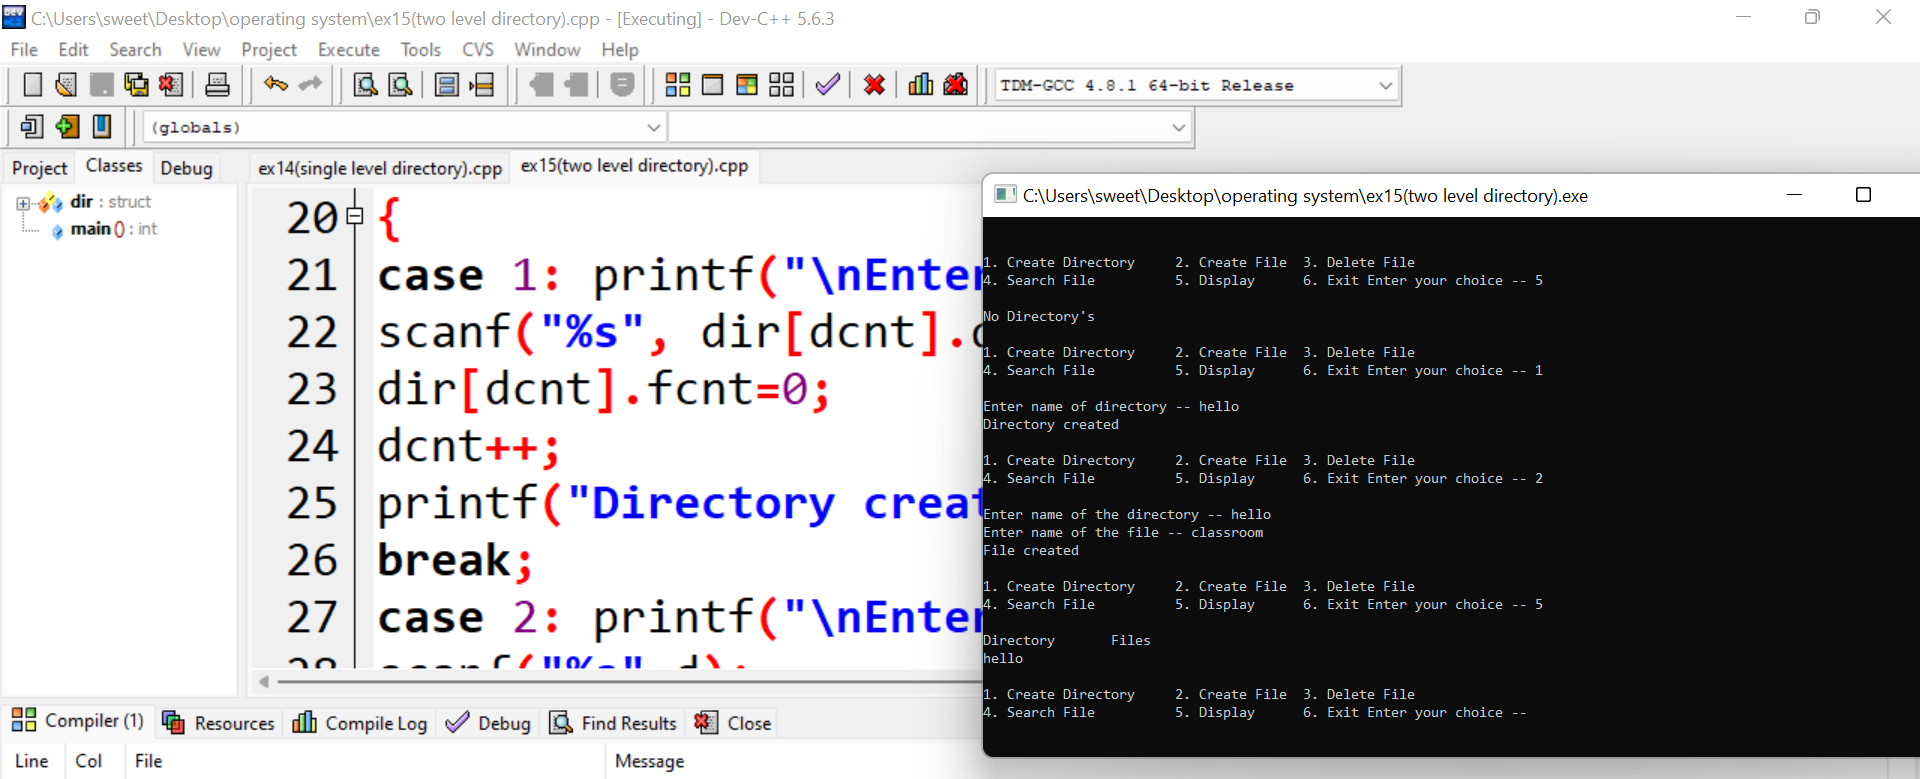 C:\Users\sweet\Desktop\operating system\ex15(two level directory).cpp - [Executing] - Dev-C++ 5.6.3
File Edit Search View Project Execute Tools CVS Window Help
TDM-GCC 4.8.1 64-bit Release
(globals)
Project Classes Debug
ex14(single level directory).cpp ex15(two level directory).cpp
dir : struct
main () : int
20 {
21 case 1: printf("\nEnter
22 scanf("%s", dir[dcnt].
23 dir[dcnt].fcnt=0;
24 dcnt++;
25 printf("Directory creat
26 break;
27 case 2: printf("\nEnter
28 scanf("%s",d);
C:\Users\sweet\Desktop\operating system\ex15(two level directory).exe
1. Create Directory 2. Create File 3. Delete File
4. Search File 5. Display 6. Exit Enter your choice -- 5
No Directory's
1. Create Directory 2. Create File 3. Delete File
4. Search File 5. Display 6. Exit Enter your choice -- 1
Enter name of directory -- hello
Directory created
1. Create Directory 2. Create File 3. Delete File
4. Search File 5. Display 6. Exit Enter your choice -- 2
Enter name of the directory -- hello
Enter name of the file -- classroom
File created
1. Create Directory 2. Create File 3. Delete File
4. Search File 5. Display 6. Exit Enter your choice -- 5
Directory Files
hello
1. Create Directory 2. Create File 3. Delete File
4. Search File 5. Display 6. Exit Enter your choice --
Compiler (1) Resources Compile Log Debug Find Results Close
Line Col File Message